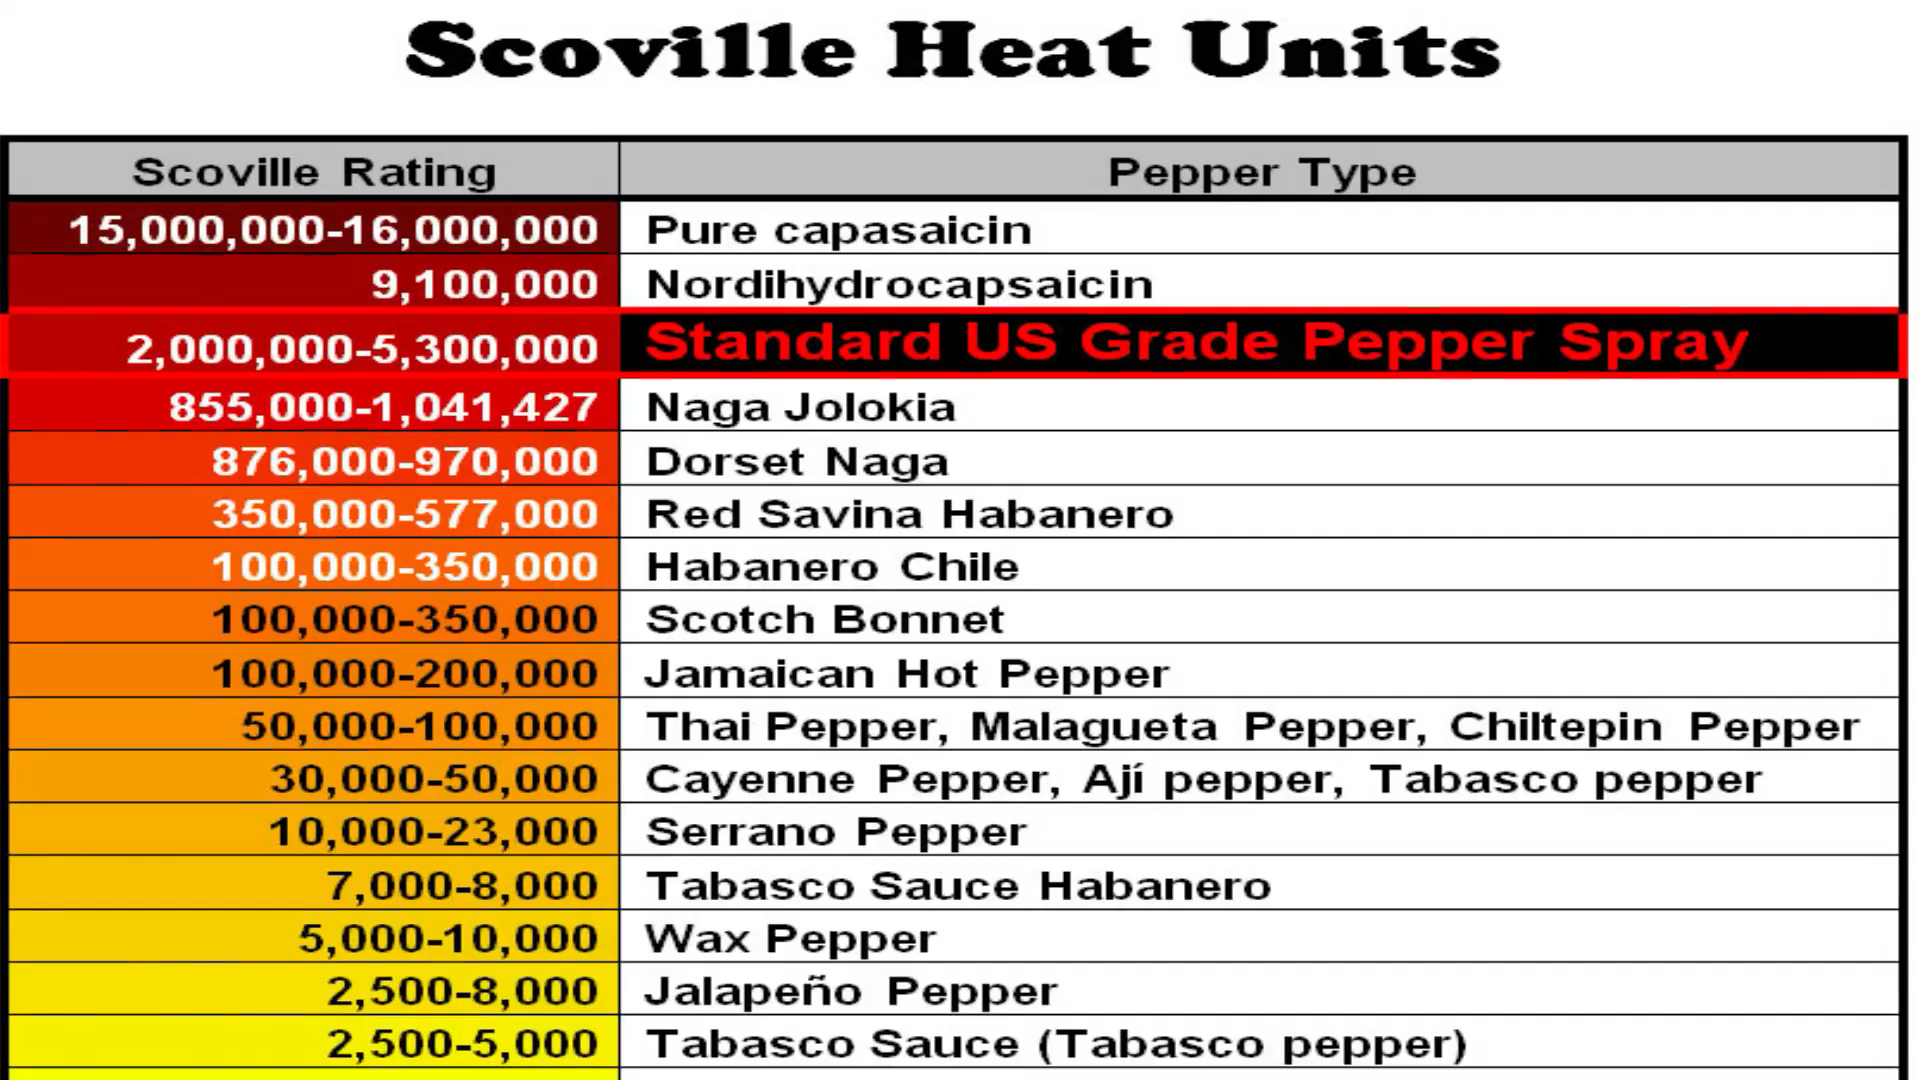 Scoville Heat Units
Scoville Rating Pepper Type
15,000,000-16,000,000 Pure capasaicin
9,100,000 Nordihydrocapsaicin
2,000,000-5,300,000 Standard US Grade Pepper Spray
855,000-1,041,427 Naga Jolokia
876,000-970,000 Dorset Naga
350,000-577,000 Red Savina Habanero
100,000-350,000 Habanero Chile
100,000-350,000 Scotch Bonnet
100,000-200,000 Jamaican Hot Pepper
50,000-100,000 Thai Pepper, Malagueta Pepper, Chiltepin Pepper
30,000-50,000 Cayenne Pepper, Ají pepper, Tabasco pepper
10,000-23,000 Serrano Pepper
7,000-8,000 Tabasco Sauce Habanero
5,000-10,000 Wax Pepper
2,500-8,000 Jalapeño Pepper
2,500-5,000 Tabasco Sauce (Tabasco pepper)